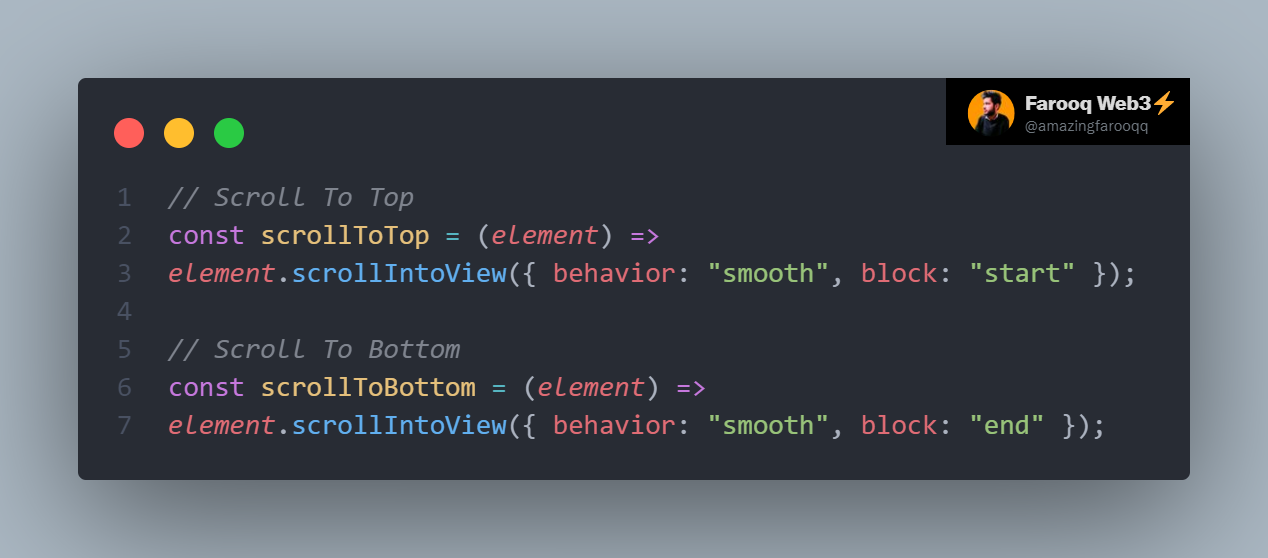 Farooq Web3⚡
@amazingfarooqq
1 // Scroll To Top
2 const scrollToTop = (element) =>
3 element.scrollIntoView({ behavior: "smooth", block: "start" });
4
5 // Scroll To Bottom
6 const scrollToBottom = (element) =>
7 element.scrollIntoView({ behavior: "smooth", block: "end" });